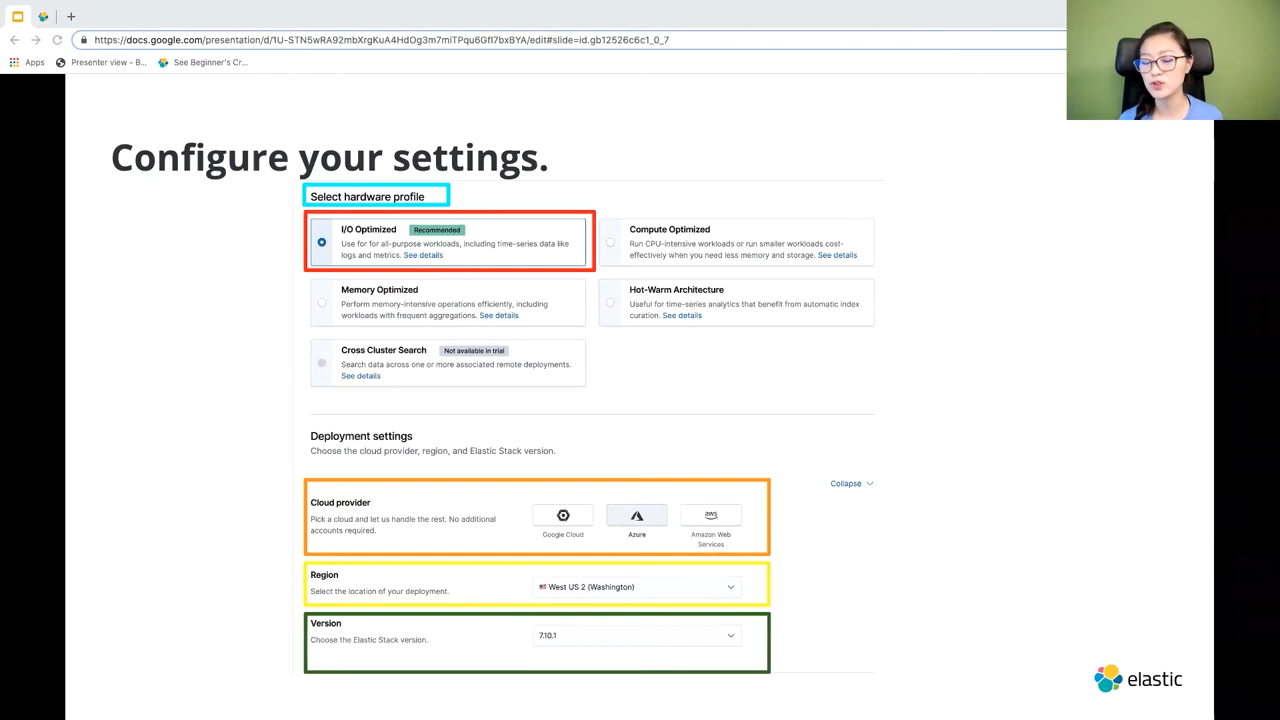 https://docs.google.com/presentation/d/1U-STN5wRA92mbXrgKuA4HdOg3m7miTPqu6GfI7bxBYA/edit#slide=id.gb12526c6c1_0_7
Apps
Presenter view - B...
See Beginner's Cr...
Configure your settings.
Select hardware profile
I/O Optimized Recommended
Use for for all-purpose workloads, including time-series data like
logs and metrics. See details
Compute Optimized
Run CPU-intensive workloads or run smaller workloads cost-
effectively when you need less memory and storage. See details
Memory Optimized
Perform memory-intensive operations efficiently, including
workloads with frequent aggregations. See details
Hot-Warm Architecture
Useful for time-series analytics that benefit from automatic index
curation. See details
Cross Cluster Search Not available in trial
Search data across one or more associated remote deployments.
See details
Deployment settings
Choose the cloud provider, region, and Elastic Stack version.
Collapse
Cloud provider
Pick a cloud and let us handle the rest. No additional
accounts required.
Google Cloud
Azure
aws
Amazon Web
Services
Region
Select the location of your deployment.
West US 2 (Washington)
Version
Choose the Elastic Stack version.
7.10.1
elastic